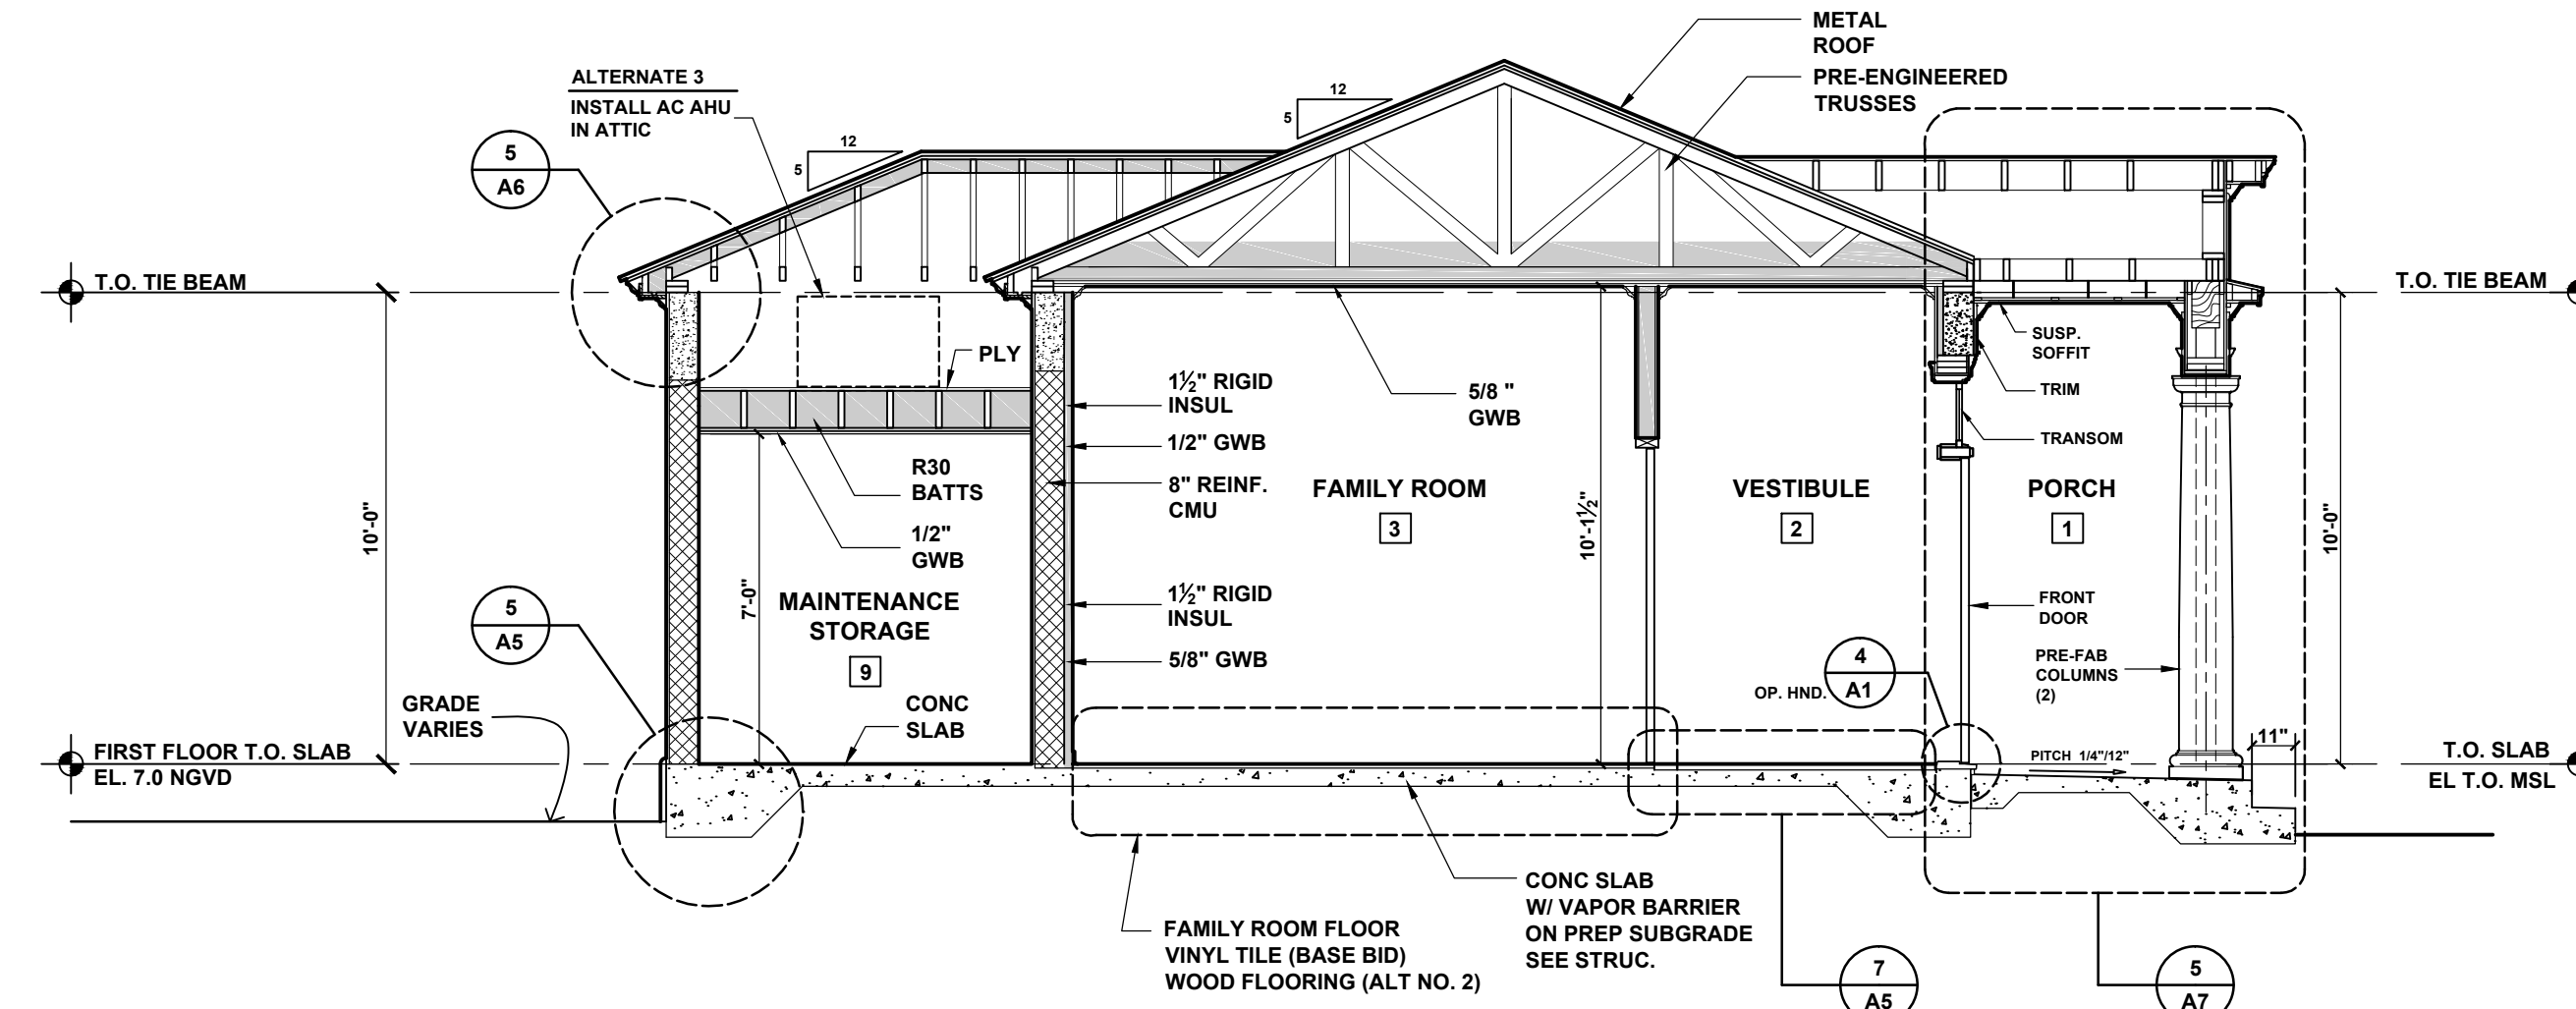 METAL
ROOF
PRE-ENGINEERED
TRUSSES
ALTERNATE 3
INSTALL AC AHU
IN ATTIC
12
5
12
5
5
A6
T.O. TIE BEAM
T.O. TIE BEAM
PLY
SUSP.
SOFFIT
TRIM
TRANSOM
1½" RIGID
INSUL
1/2" GWB
8" REINF.
CMU
5/8 "
GWB
R30
BATTS
1/2"
GWB
FAMILY ROOM
3
VESTIBULE
2
PORCH
1
10'-0"
7'-0"
10'-1½"
10'-0"
MAINTENANCE
STORAGE
9
1½" RIGID
INSUL
5/8" GWB
5
A5
FRONT
DOOR
PRE-FAB
COLUMNS
(2)
4
A1
OP. HND.
GRADE
VARIES
CONC
SLAB
11"
PITCH 1/4"/12"
FIRST FLOOR T.O. SLAB
EL. 7.0 NGVD
T.O. SLAB
EL T.O. MSL
CONC SLAB
W/ VAPOR BARRIER
ON PREP SUBGRADE
SEE STRUC.
FAMILY ROOM FLOOR
VINYL TILE (BASE BID)
WOOD FLOORING (ALT NO. 2)
7
A5
5
A7